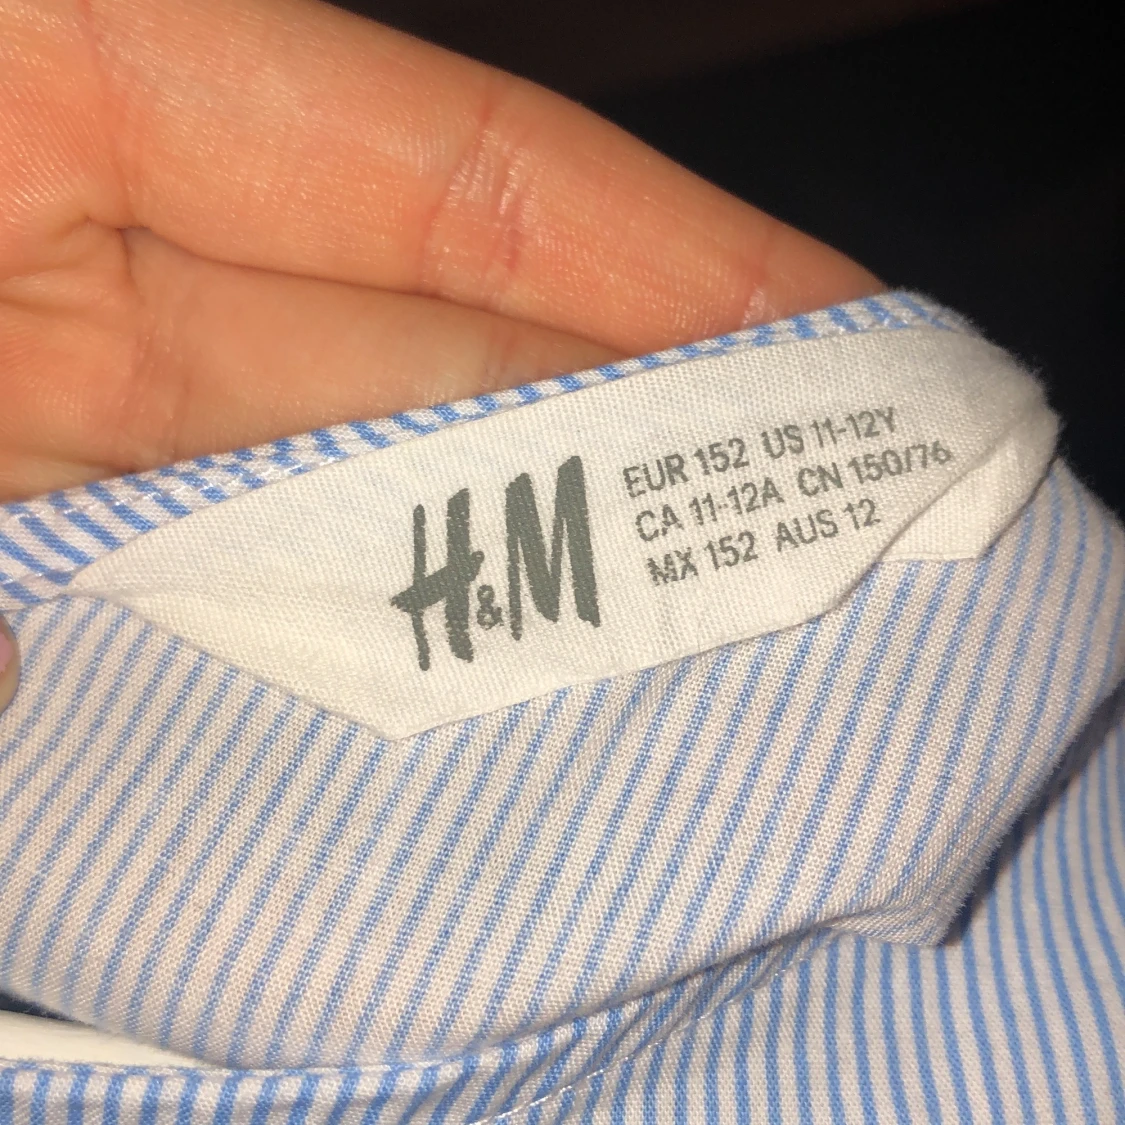 H&M
EUR 152 US 11-12Y
CA 11-12A CN 150/76
MX 152 AUS 12